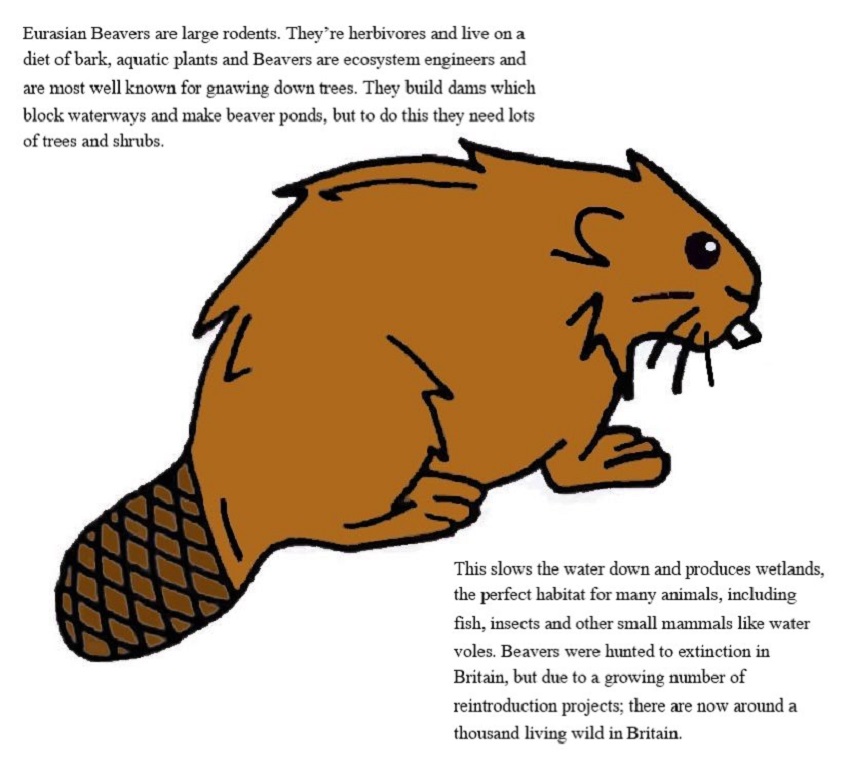 Eurasian Beavers are large rodents. They’re herbivores and live on a
diet of bark, aquatic plants and Beavers are ecosystem engineers and
are most well known for gnawing down trees. They build dams which
block waterways and make beaver ponds, but to do this they need lots
of trees and shrubs.
This slows the water down and produces wetlands,
the perfect habitat for many animals, including
fish, insects and other small mammals like water
voles. Beavers were hunted to extinction in
Britain, but due to a growing number of
reintroduction projects; there are now around a
thousand living wild in Britain.